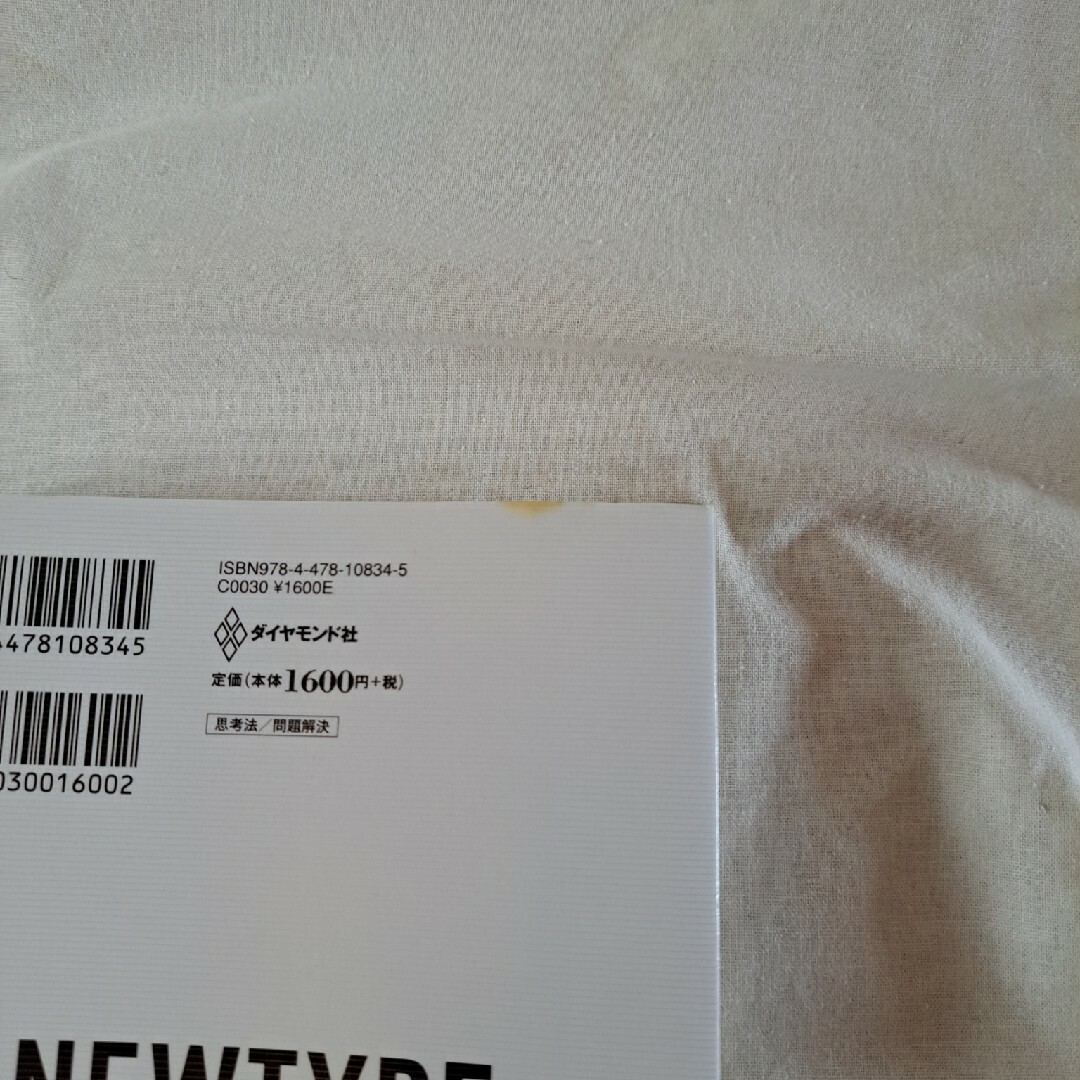 ISBN978-4-478-10834-5
C0030 ¥1600E
ダイヤモンド社
定価(本体1600円+税)
思考法/問題解決
4478108345
030016002
NEWTYPE